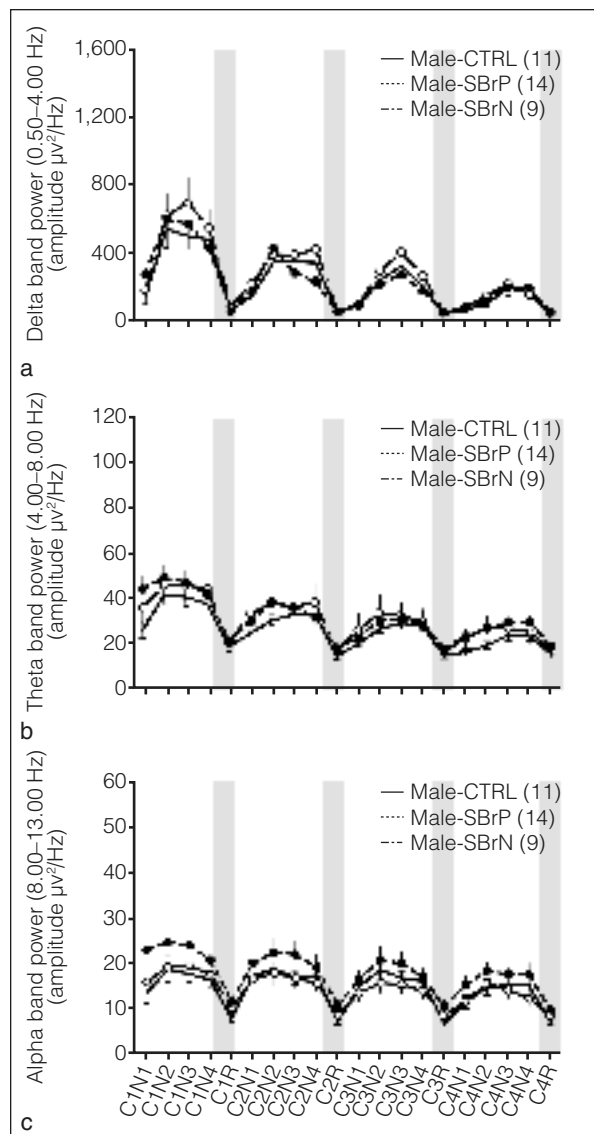 Delta band power (0.50–4.00 Hz)
(amplitude µv²/Hz)
1,600
1,200
800
400
0
Male-CTRL (11)
Male-SBrP (14)
Male-SBrN (9)
a
Theta band power (4.00–8.00 Hz)
(amplitude µv²/Hz)
120
100
80
60
40
20
0
Male-CTRL (11)
Male-SBrP (14)
Male-SBrN (9)
b
Alpha band power (8.00–13.00 Hz)
(amplitude µv²/Hz)
60
50
40
30
20
10
0
Male-CTRL (11)
Male-SBrP (14)
Male-SBrN (9)
C1N1
C1N2
C1N3
C1N4
C1R
C2N1
C2N2
C2N3
C2N4
C2R
C3N1
C3N2
C3N3
C3N4
C3R
C4N1
C4N2
C4N3
C4N4
C4R
c